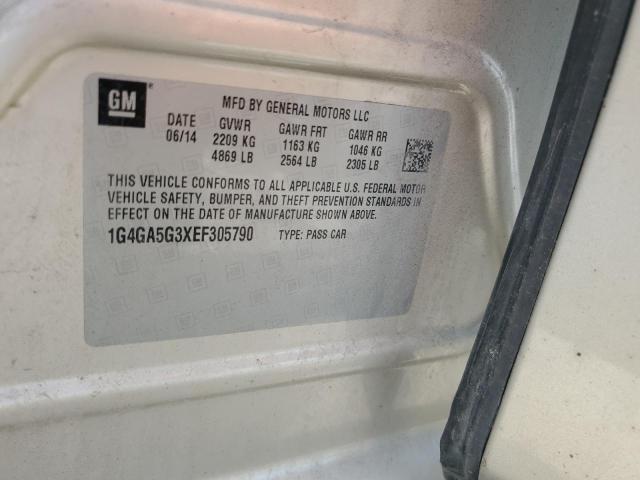 GM
MFD BY GENERAL MOTORS LLC
DATE GVWR GAWR FRT GAWR RR
06/14 2209 KG 1163 KG 1046 KG
4869 LB 2564 LB 2305 LB
THIS VEHICLE CONFORMS TO ALL APPLICABLE U.S. FEDERAL MOTOR
VEHICLE SAFETY, BUMPER, AND THEFT PREVENTION STANDARDS IN
EFFECT ON THE DATE OF MANUFACTURE SHOWN ABOVE.
1G4GA5G3XEF305790 TYPE: PASS CAR